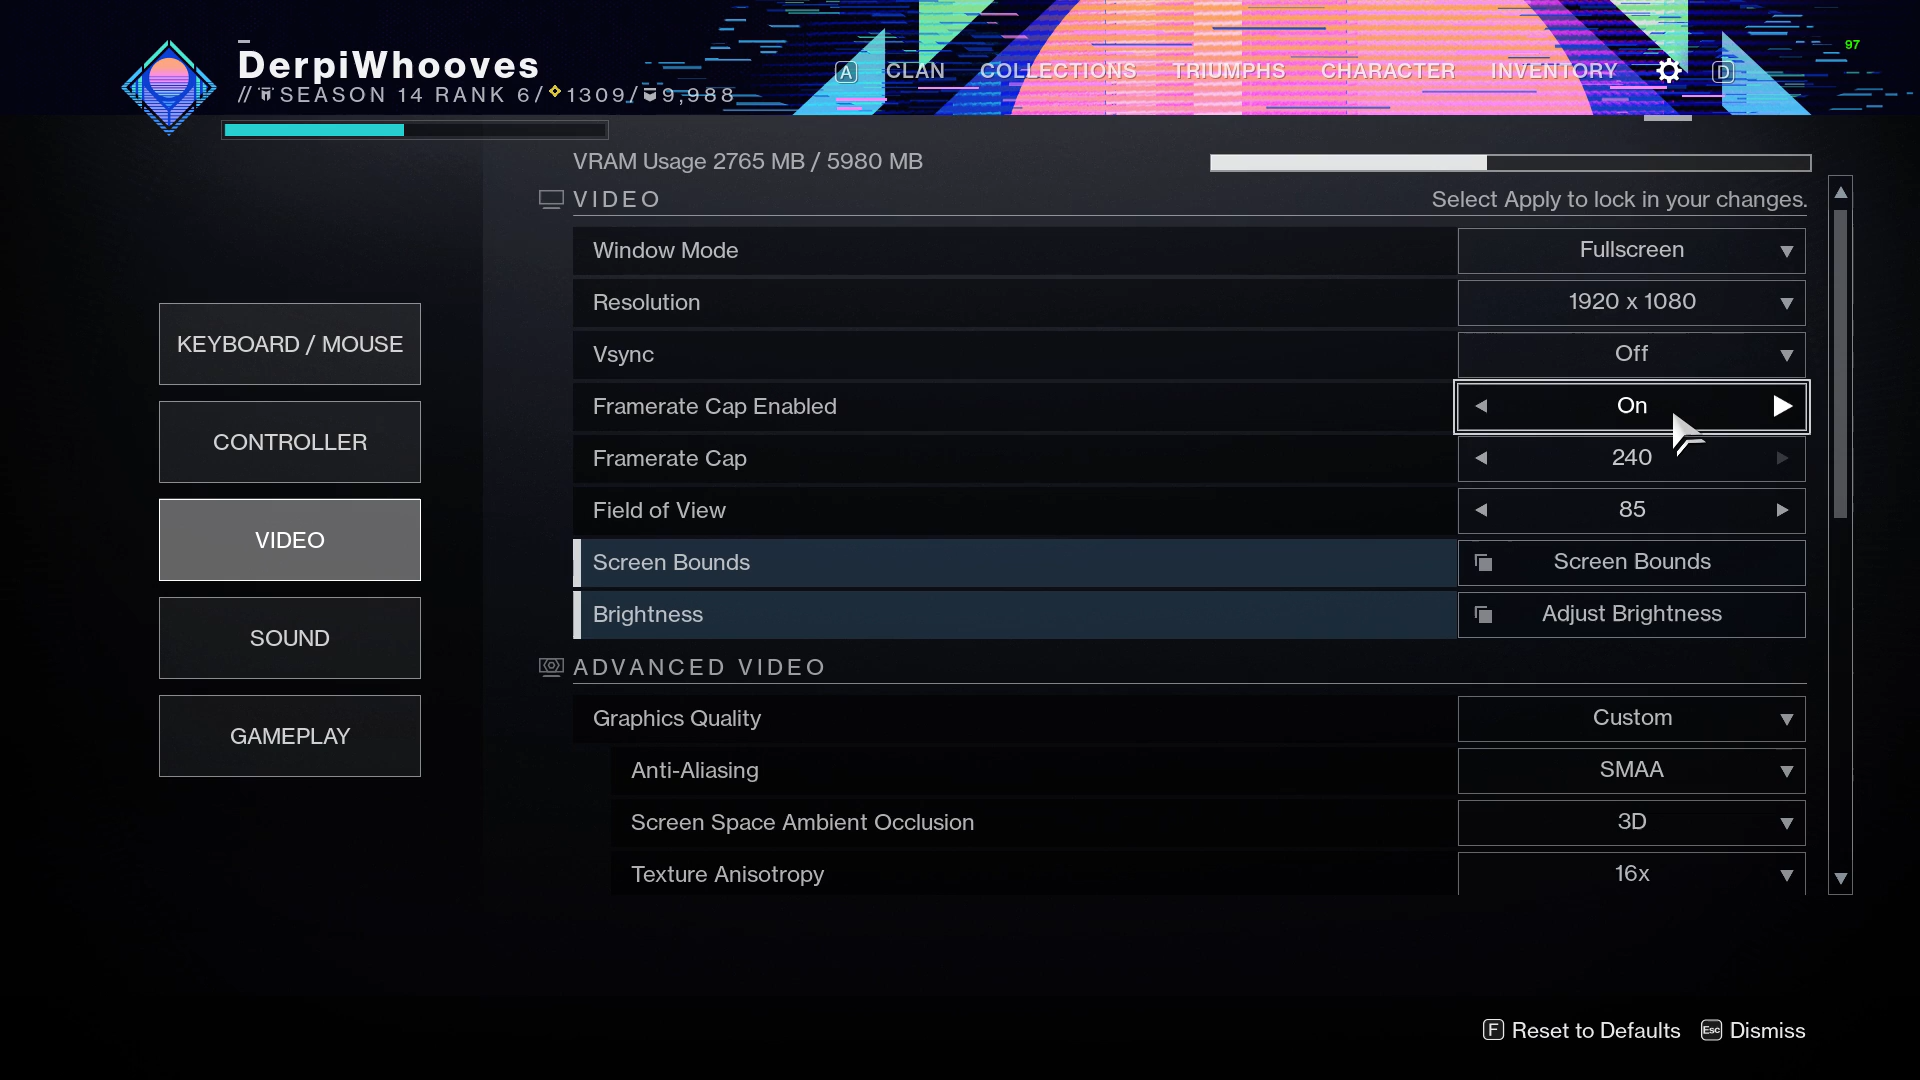 DerpiWhooves
// SEASON 14 RANK 6/ 1309/ 9,988
A CLAN COLLECTIONS TRIUMPHS CHARACTER INVENTORY D
97
VRAM Usage 2765 MB / 5980 MB
VIDEO
Select Apply to lock in your changes.
Window Mode Fullscreen
Resolution 1920 x 1080
Vsync Off
Framerate Cap Enabled On
Framerate Cap 240
Field of View 85
Screen Bounds Screen Bounds
Brightness Adjust Brightness
ADVANCED VIDEO
Graphics Quality Custom
Anti-Aliasing SMAA
Screen Space Ambient Occlusion 3D
Texture Anisotropy 16x
KEYBOARD / MOUSE
CONTROLLER
VIDEO
SOUND
GAMEPLAY
F Reset to Defaults Esc Dismiss